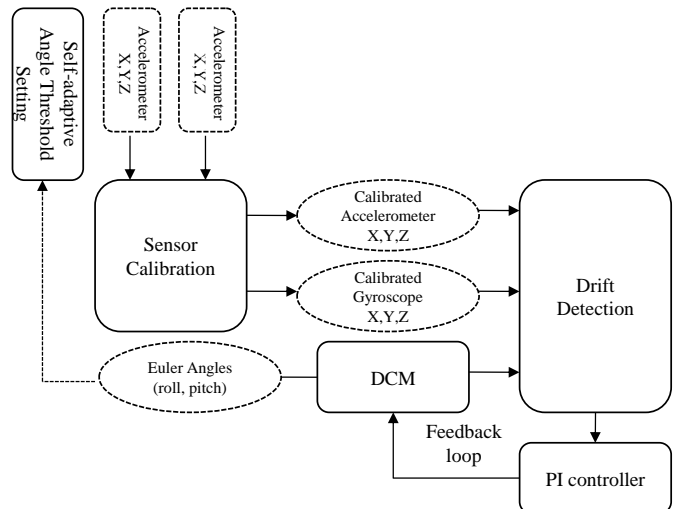 Self-adaptive
Angle Threshold
Setting
Accelerometer
X,Y,Z
Accelerometer
X,Y,Z
Sensor
Calibration
Calibrated
Accelerometer
X,Y,Z
Calibrated
Gyroscope
X,Y,Z
Drift
Detection
Euler Angles
(roll, pitch)
DCM
Feedback
loop
PI controller